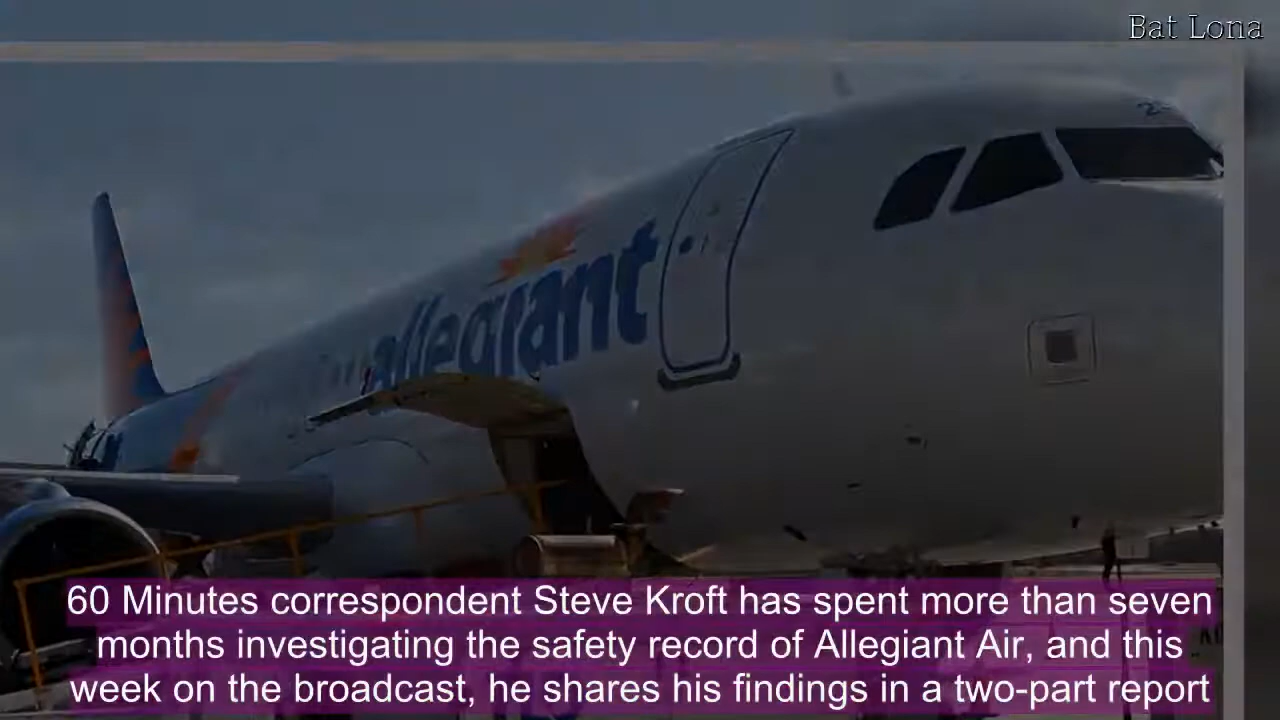 Bat Lona
allegiant
60 Minutes correspondent Steve Kroft has spent more than seven
months investigating the safety record of Allegiant Air, and this
week on the broadcast, he shares his findings in a two-part report